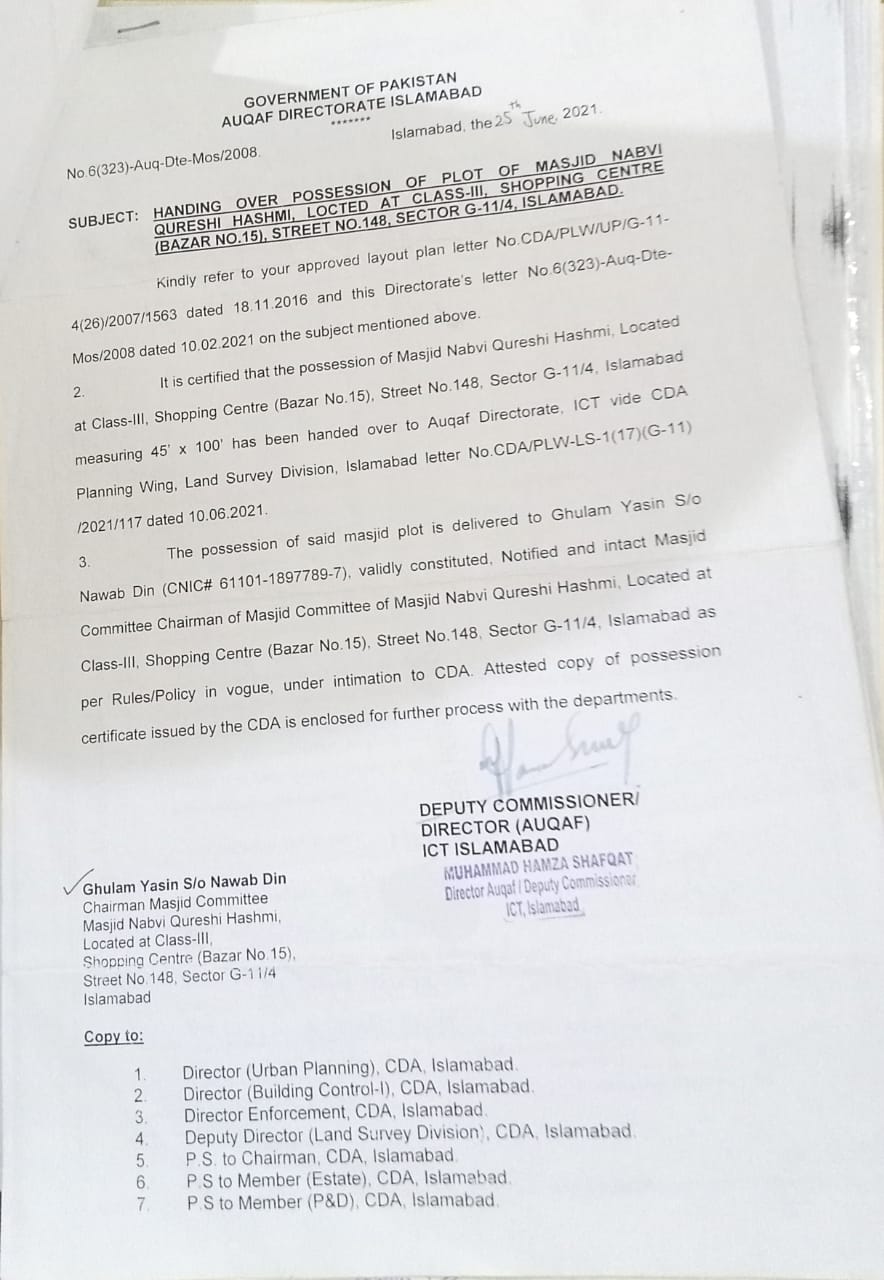 GOVERNMENT OF PAKISTAN
AUQAF DIRECTORATE ISLAMABAD
*******
Islamabad, the 25th June, 2021.
No.6(323)-Auq-Dte-Mos/2008.
SUBJECT: HANDING OVER POSSESSION OF PLOT OF MASJID NABVI
QURESHI HASHMI, LOCTED AT CLASS-III, SHOPPING CENTRE
(BAZAR NO.15), STREET NO.148, SECTOR G-11/4, ISLAMABAD.
Kindly refer to your approved layout plan letter No.CDA/PLW/UP/G-11-
4(26)/2007/1563 dated 18.11.2016 and this Directorate's letter No.6(323)-Auq-Dte-
Mos/2008 dated 10.02.2021 on the subject mentioned above.
2. It is certified that the possession of Masjid Nabvi Qureshi Hashmi, Located
at Class-III, Shopping Centre (Bazar No.15), Street No.148, Sector G-11/4, Islamabad
measuring 45' x 100' has been handed over to Auqaf Directorate, ICT vide CDA
Planning Wing, Land Survey Division, Islamabad letter No.CDA/PLW-LS-1(17)(G-11)
/2021/117 dated 10.06.2021.
3. The possession of said masjid plot is delivered to Ghulam Yasin S/o
Nawab Din (CNIC# 61101-1897789-7), validly constituted, Notified and intact Masjid
Committee Chairman of Masjid Committee of Masjid Nabvi Qureshi Hashmi, Located at
Class-III, Shopping Centre (Bazar No.15), Street No.148, Sector G-11/4, Islamabad as
per Rules/Policy in vogue, under intimation to CDA. Attested copy of possession
certificate issued by the CDA is enclosed for further process with the departments.
DEPUTY COMMISSIONER/
DIRECTOR (AUQAF)
ICT ISLAMABAD
MUHAMMAD HAMZA SHAFQAT
Director Auqaf / Deputy Commissioner
ICT, Islamabad
Ghulam Yasin S/o Nawab Din
Chairman Masjid Committee
Masjid Nabvi Qureshi Hashmi,
Located at Class-III,
Shopping Centre (Bazar No.15),
Street No.148, Sector G-11/4
Islamabad
Copy to:
1. Director (Urban Planning), CDA, Islamabad.
2. Director (Building Control-I), CDA, Islamabad.
3. Director Enforcement, CDA, Islamabad.
4. Deputy Director (Land Survey Division), CDA, Islamabad.
5. P.S. to Chairman, CDA, Islamabad.
6. P.S to Member (Estate), CDA, Islamabad.
7. P.S to Member (P&D), CDA, Islamabad.